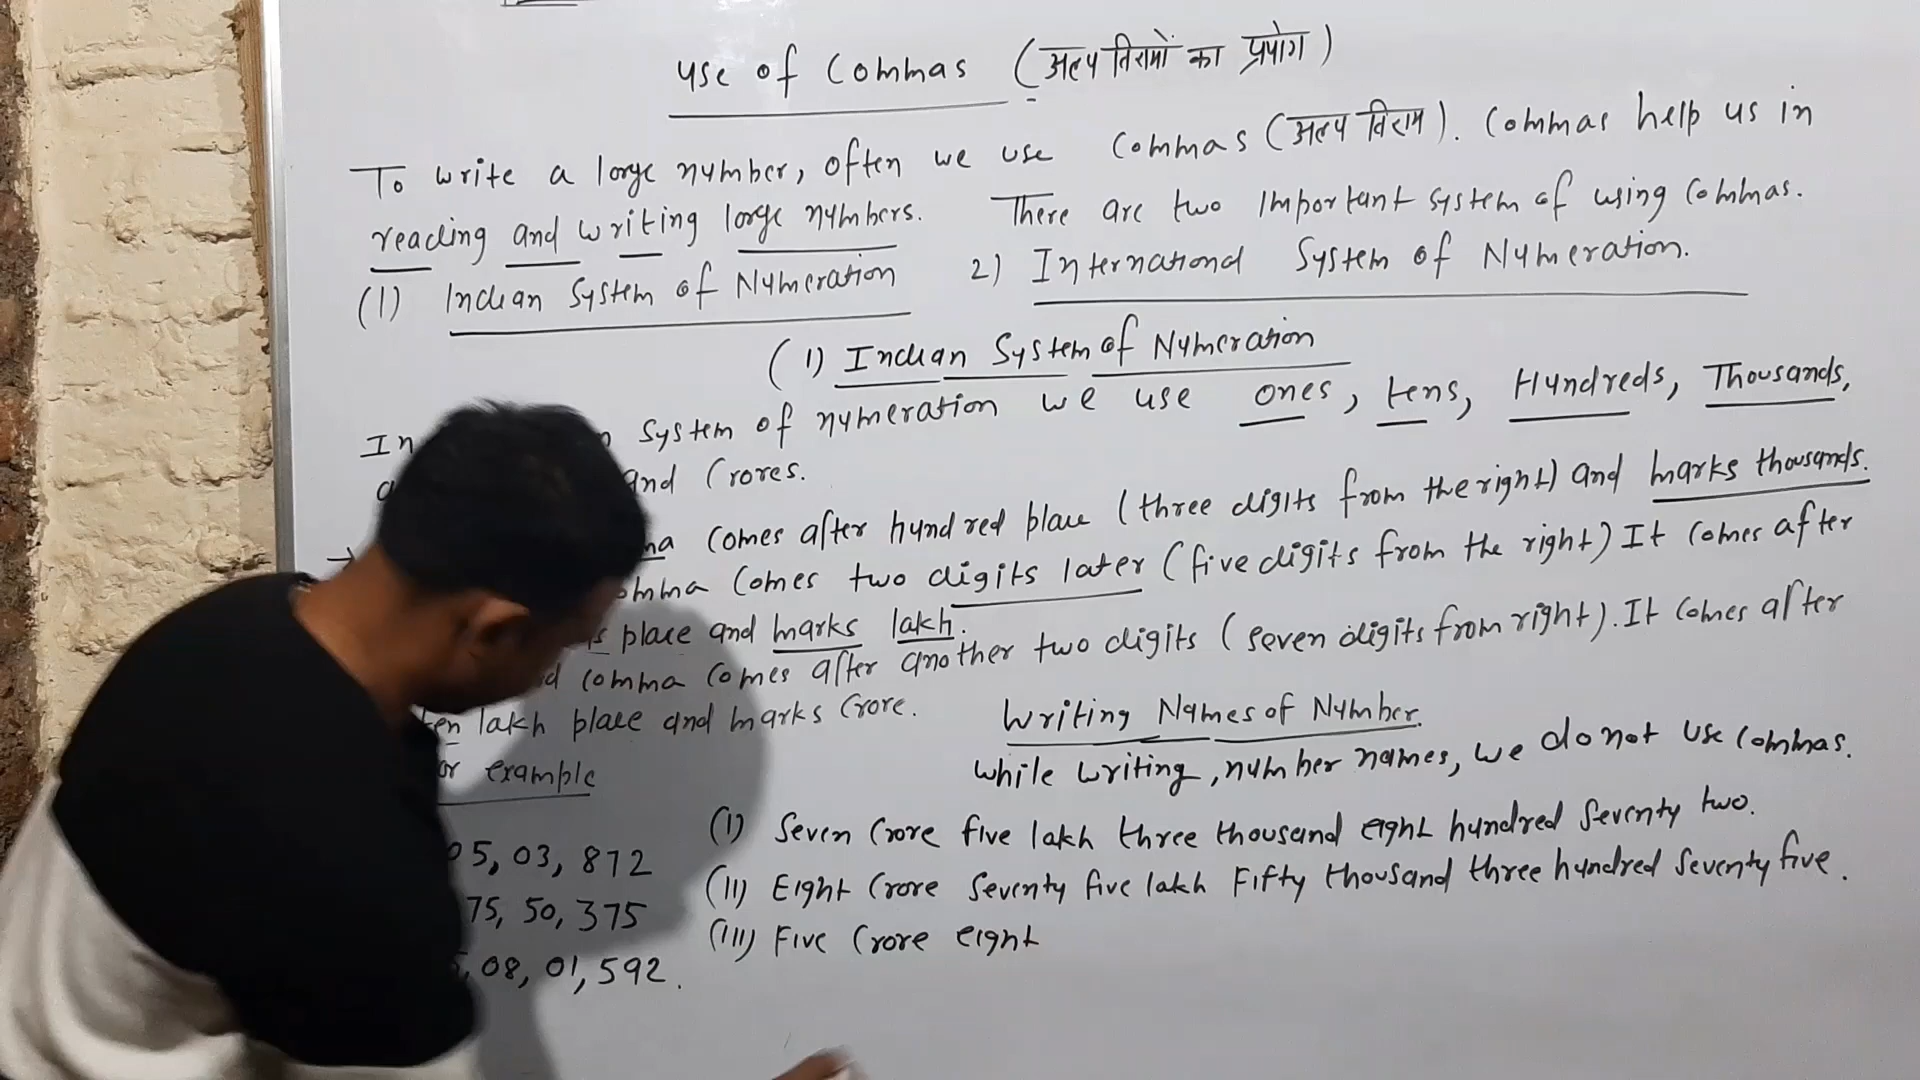 Use of Commas (अल्प विरामों का प्रयोग)
To write a large number, often we use commas (अल्प विराम). Commas help us in
reading and writing large numbers. There are two important system of using commas.
(1) Indian System of Numeration 2) International System of Numeration.
(1) Indian System of Numeration
In system of numeration we use ones, tens, Hundreds, Thousands,
and Crores.
comes after hundred place (three digits from the right) and marks thousands.
comma comes two digits later (five digits from the right) It comes after
place and marks lakh.
comma comes after another two digits (seven digits from right). It comes after
ten lakh place and marks crore. Writing Names of Number.
or example while writing, number names, we do not use commas.
05, 03, 872 (I) Seven Crore five lakh three thousand eight hundred seventy two.
75, 50, 375 (II) Eight Crore Seventy five lakh Fifty thousand three hundred seventy five.
08, 01, 592. (III) Five Crore eight